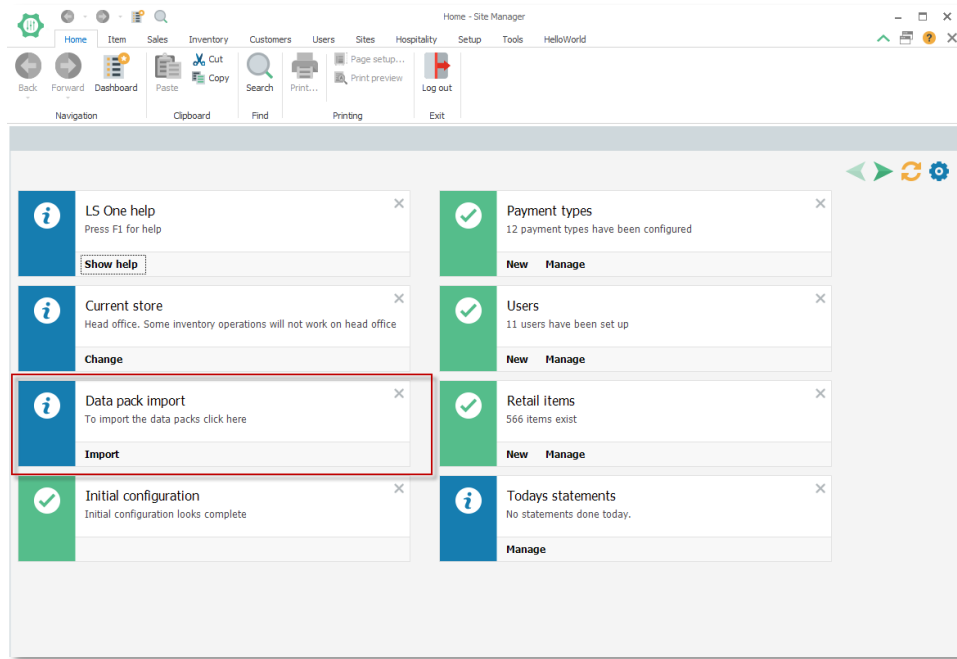 Home - Site Manager
Home Item Sales Inventory Customers Users Sites Hospitality Setup Tools HelloWorld
Back Forward Dashboard Paste Cut Copy Search Print... Page setup... Print preview Log out
Navigation Clipboard Find Printing Exit
LS One help
Press F1 for help
Show help
Payment types
12 payment types have been configured
New Manage
Current store
Head office. Some inventory operations will not work on head office
Change
Users
11 users have been set up
New Manage
Data pack import
To import the data packs click here
Import
Retail items
566 items exist
New Manage
Initial configuration
Initial configuration looks complete
Todays statements
No statements done today.
Manage